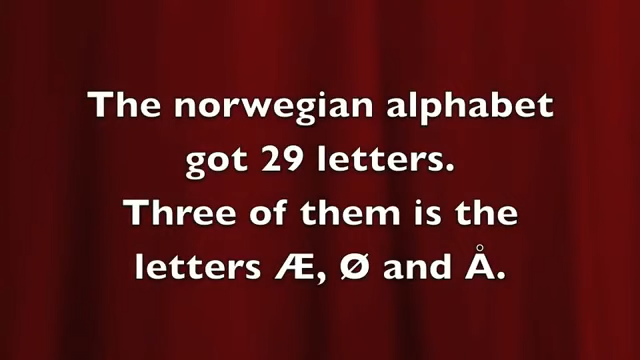 The norwegian alphabet
got 29 letters.
Three of them is the
letters Æ, Ø and Å.